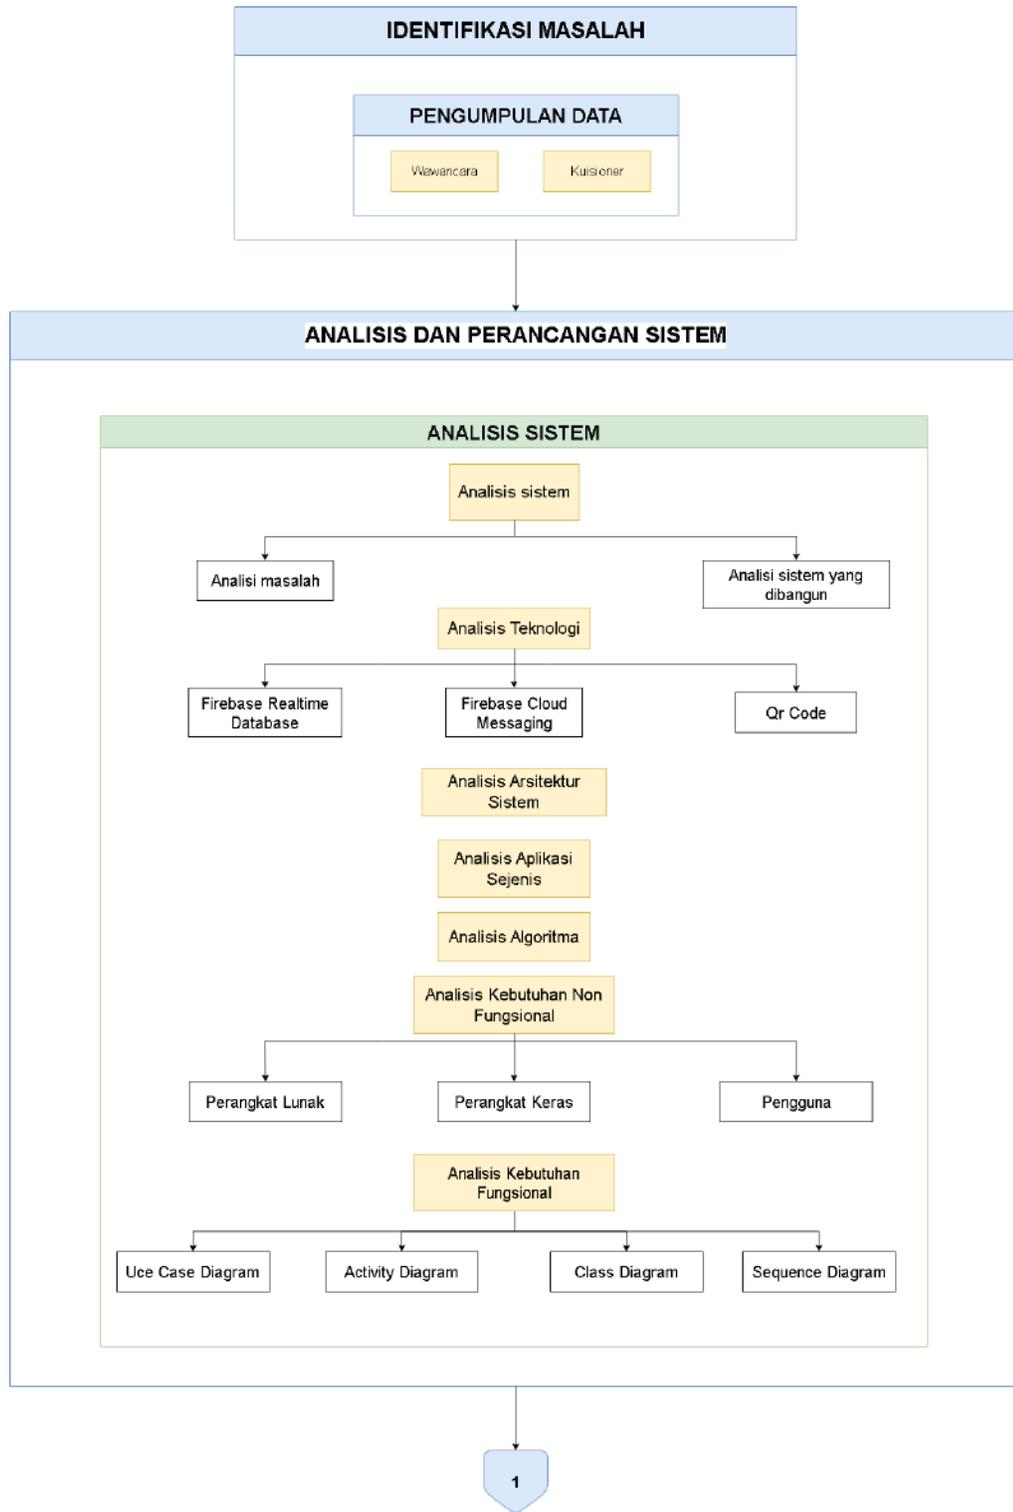 IDENTIFIKASI MASALAH
PENGUMPULAN DATA
Wawancara
Kuisioner
ANALISIS DAN PERANCANGAN SISTEM
ANALISIS SISTEM
Analisis sistem
Analisi masalah
Analisi sistem yang
dibangun
Analisis Teknologi
Firebase Realtime
Database
Firebase Cloud
Messaging
Qr Code
Analisis Arsitektur
Sistem
Analisis Aplikasi
Sejenis
Analisis Algoritma
Analisis Kebutuhan Non
Fungsional
Perangkat Lunak
Perangkat Keras
Pengguna
Analisis Kebutuhan
Fungsional
Uce Case Diagram
Activity Diagram
Class Diagram
Sequence Diagram
1